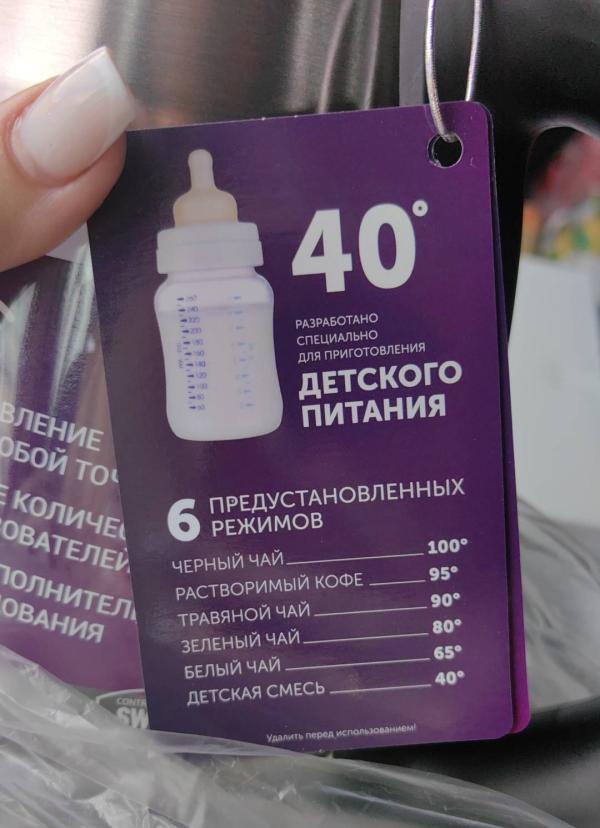 40°
РАЗРАБОТАНО
СПЕЦИАЛЬНО
ДЛЯ ПРИГОТОВЛЕНИЯ
ДЕТСКОГО
ПИТАНИЯ
6 ПРЕДУСТАНОВЛЕННЫХ
РЕЖИМОВ
ЧЕРНЫЙ ЧАЙ 100°
РАСТВОРИМЫЙ КОФЕ 95°
ТРАВЯНОЙ ЧАЙ 90°
ЗЕЛЕНЫЙ ЧАЙ 80°
БЕЛЫЙ ЧАЙ 65°
ДЕТСКАЯ СМЕСЬ 40°
Удалить перед использованием!